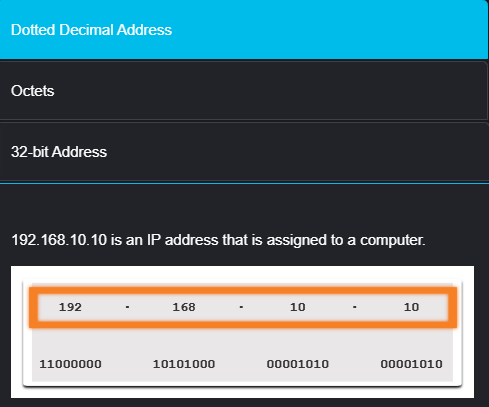 Dotted Decimal Address
Octets
32-bit Address
192.168.10.10 is an IP address that is assigned to a computer.
192 . 168 . 10 . 10
11000000 10101000 00001010 00001010